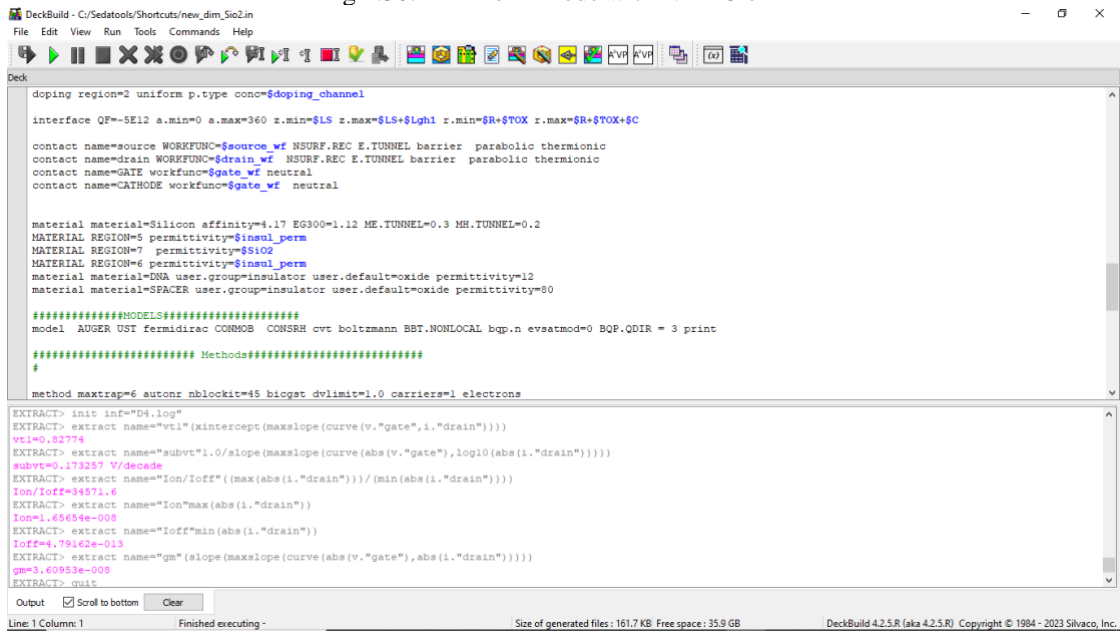 DeckBuild - C:/Sedatools/Shortcuts/new_dim_Sio2.in
File Edit View Run Tools Commands Help
Deck
doping region=2 uniform p.type conc=$doping_channel
interface QF=-5E12 a.min=0 a.max=360 z.min=$LS z.max=$LS+$Lgh1 r.min=$R+$TOX r.max=$R+$TOX+$C
contact name=source WORKFUNC=$source_wf NSURF.REC E.TUNNEL barrier parabolic thermionic
contact name=drain WORKFUNC=$drain_wf NSURF.REC E.TUNNEL barrier parabolic thermionic
contact name=GATE workfunc=$gate_wf neutral
contact name=CATHODE workfunc=$gate_wf neutral
material material=Silicon affinity=4.17 EG300=1.12 ME.TUNNEL=0.3 MH.TUNNEL=0.2
MATERIAL REGION=5 permittivity=$insul_perm
MATERIAL REGION=7 permittivity=$SiO2
MATERIAL REGION=6 permittivity=$insul_perm
material material=DNA user.group=insulator user.default=oxide permittivity=12
material material=SPACER user.group=insulator user.default=oxide permittivity=80
##############MODELS#####################
model AUGER UST fermidirac CONMOB CONSRH cvt boltzmann BBT.NONLOCAL bqp.n evsatmod=0 BQP.QDIR = 3 print
######################### Methods###########################
#
method maxtrap=6 autonr nblockit=45 bicgst dvlimit=1.0 carriers=1 electrons
EXTRACT> init inf="D4.log"
EXTRACT> extract name="vt1"(xintercept(maxslope(curve(v."gate",i."drain"))))
vt1=0.82774
EXTRACT> extract name="subvt"1.0/slope(maxslope(curve(abs(v."gate"),log10(abs(i."drain")))))
subvt=0.173257 V/decade
EXTRACT> extract name="Ion/Ioff"((max(abs(i."drain")))/(min(abs(i."drain"))))
Ion/Ioff=34571.6
EXTRACT> extract name="Ion"max(abs(i."drain"))
Ion=1.65654e-008
EXTRACT> extract name="Ioff"min(abs(i."drain"))
Ioff=4.79162e-013
EXTRACT> extract name="gm"(slope(maxslope(curve(abs(v."gate"),abs(i."drain")))))
gm=3.60953e-008
EXTRACT> quit
Output Scroll to bottom Clear
Line: 1 Column: 1 Finished executing - Size of generated files : 161.7 KB Free space : 35.9 GB DeckBuild 4.2.5.R (aka 4.2.5.R) Copyright © 1984 - 2023 Silvaco, Inc.